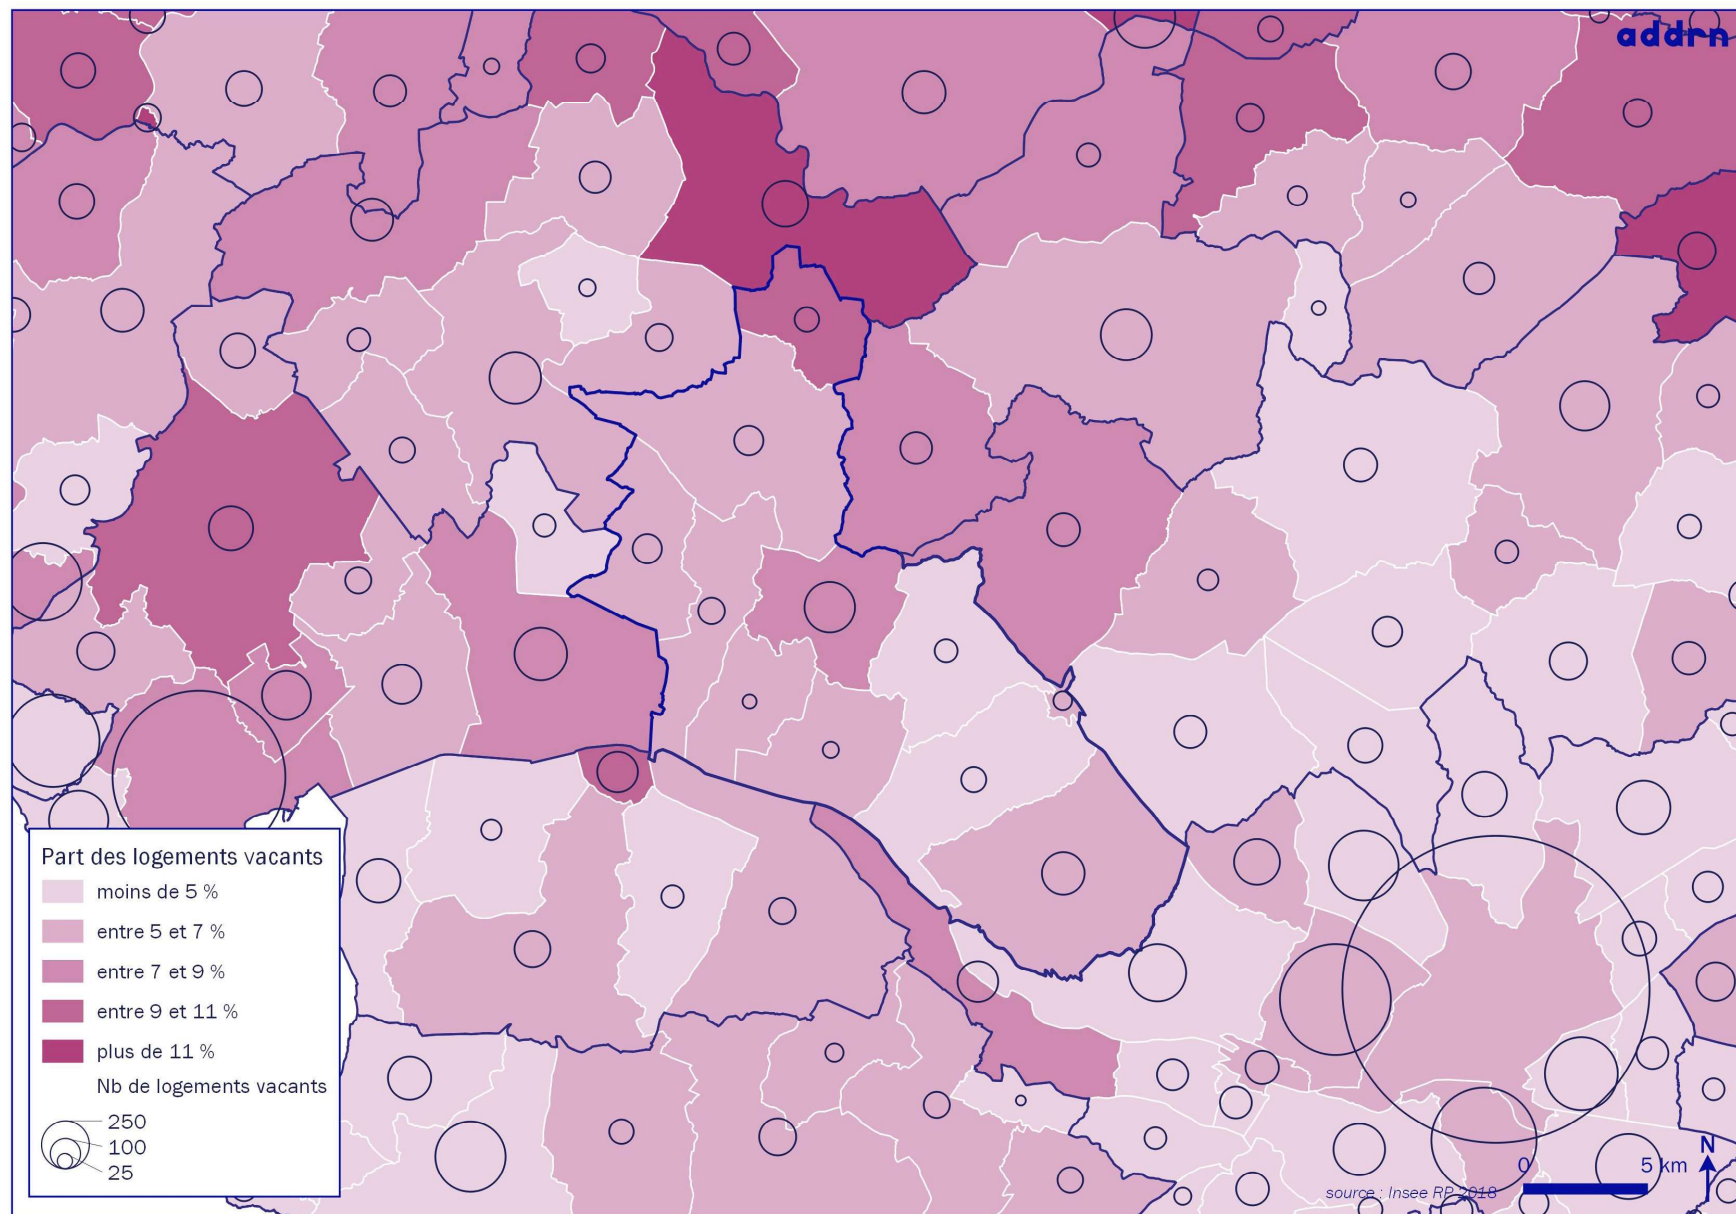 addrn
Part des logements vacants
moins de 5 %
entre 5 et 7 %
entre 7 et 9 %
entre 9 et 11 %
plus de 11 %
Nb de logements vacants
250
100
25
N
0 5 km
source : Insee RP 2018